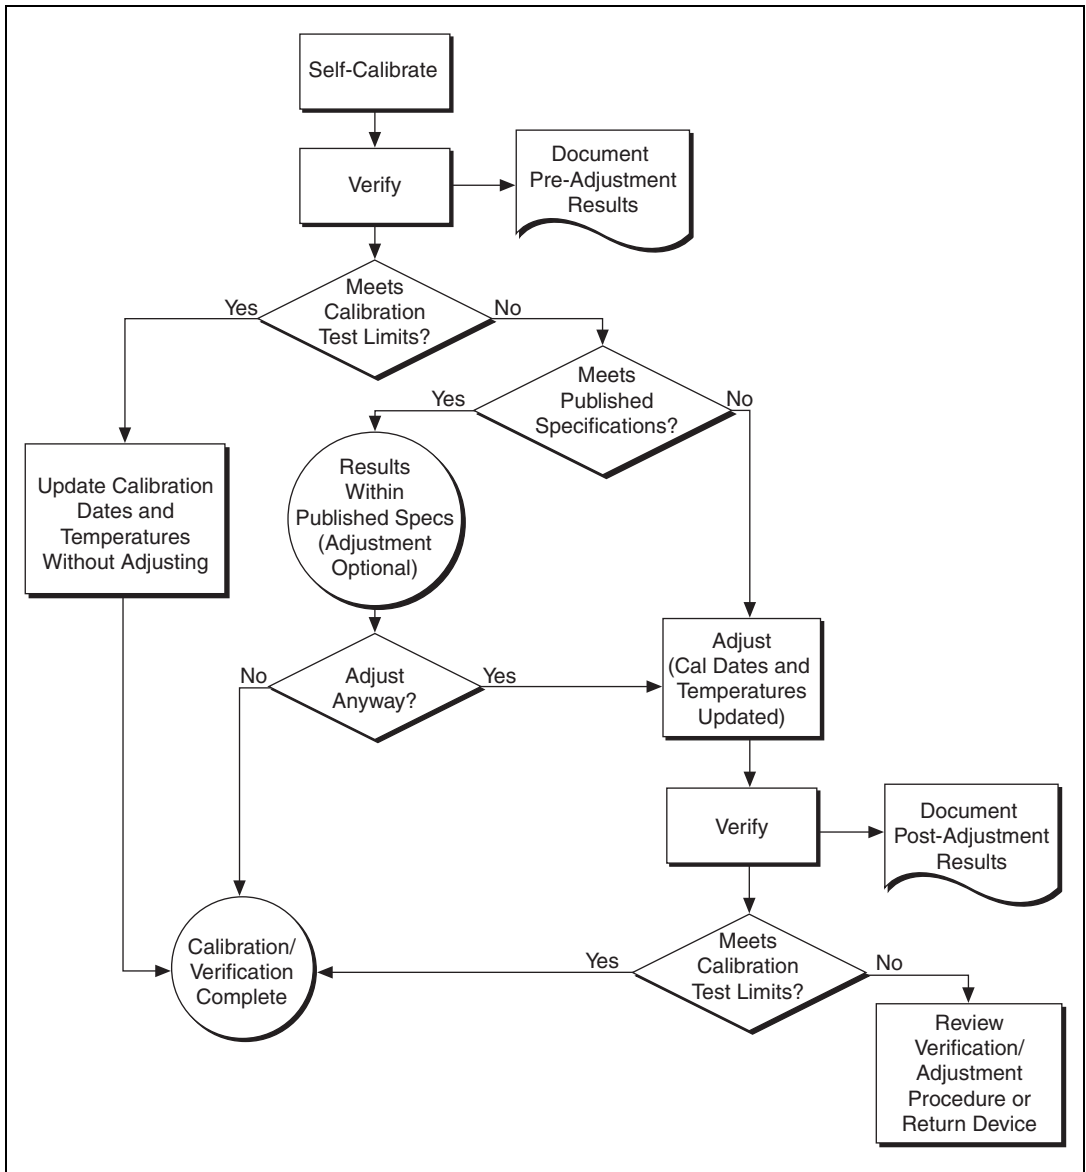 Self-Calibrate
Verify
Document
Pre-Adjustment
Results
Meets
Calibration
Test Limits?
Yes
No
Meets
Published
Specifications?
Yes
No
Update Calibration
Dates and
Temperatures
Without Adjusting
Results
Within
Published Specs
(Adjustment
Optional)
Adjust
Anyway?
No
Yes
Adjust
(Cal Dates and
Temperatures
Updated)
Verify
Document
Post-Adjustment
Results
Calibration/
Verification
Complete
Meets
Calibration
Test Limits?
Yes
No
Review
Verification/
Adjustment
Procedure or
Return Device